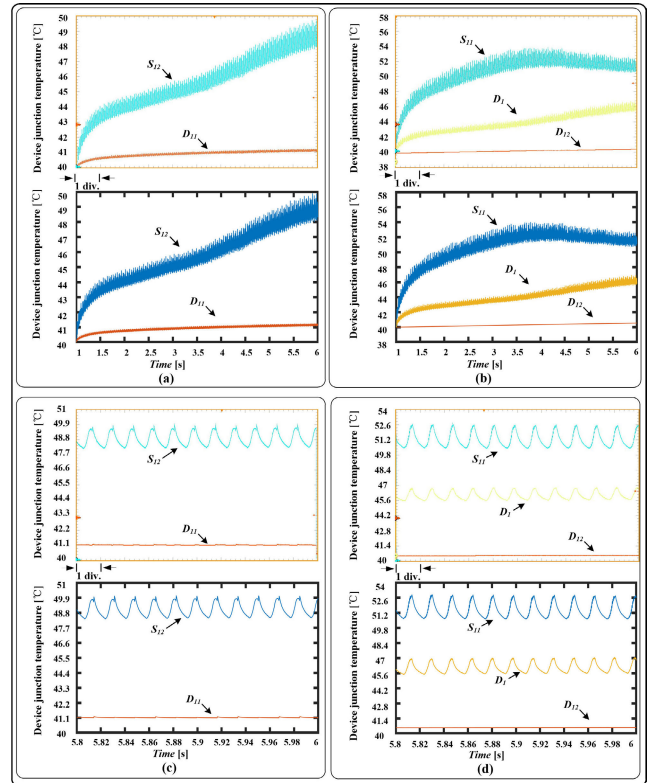 Device junction temperature [℃]
50
49
48
46
45
44
43
41
40
S12
D11
1 div.
Device junction temperature [℃]
50
49
48
46
45
44
43
41
40
S12
D11
1 1.5 2 2.5 3 3.5 4 4.5 5 5.5 6
Time [s]
(a)
Device junction temperature [℃]
58
56
54
52
50
46
44
42
40
38
S11
D1
D12
1 div.
Device junction temperature [℃]
58
56
54
52
50
46
44
42
40
38
S11
D1
D12
1 1.5 2 2.5 3 3.5 4 4.5 5 5.5 6
Time [s]
(b)
Device junction temperature [℃]
51
49.9
48.8
47.7
46.6
45.5
44.2
43.1
42.2
41.1
40
S12
D11
1 div.
Device junction temperature [℃]
51
49.9
48.8
47.7
46.6
45.5
44.2
43.1
42.2
41.1
40
S12
D11
5.8 5.82 5.84 5.86 5.88 5.9 5.92 5.94 5.96 5.98 6
Time [s]
(c)
Device junction temperature [℃]
54
52.6
51.2
49.8
48.4
47
45.6
44.2
42.8
41.4
40
S11
D1
D12
1 div.
Device junction temperature [℃]
54
52.6
51.2
49.8
48.4
47
45.6
44.2
42.8
41.4
40
S11
D1
D12
5.8 5.82 5.84 5.86 5.88 5.9 5.92 5.94 5.96 5.98 6
Time [s]
(d)